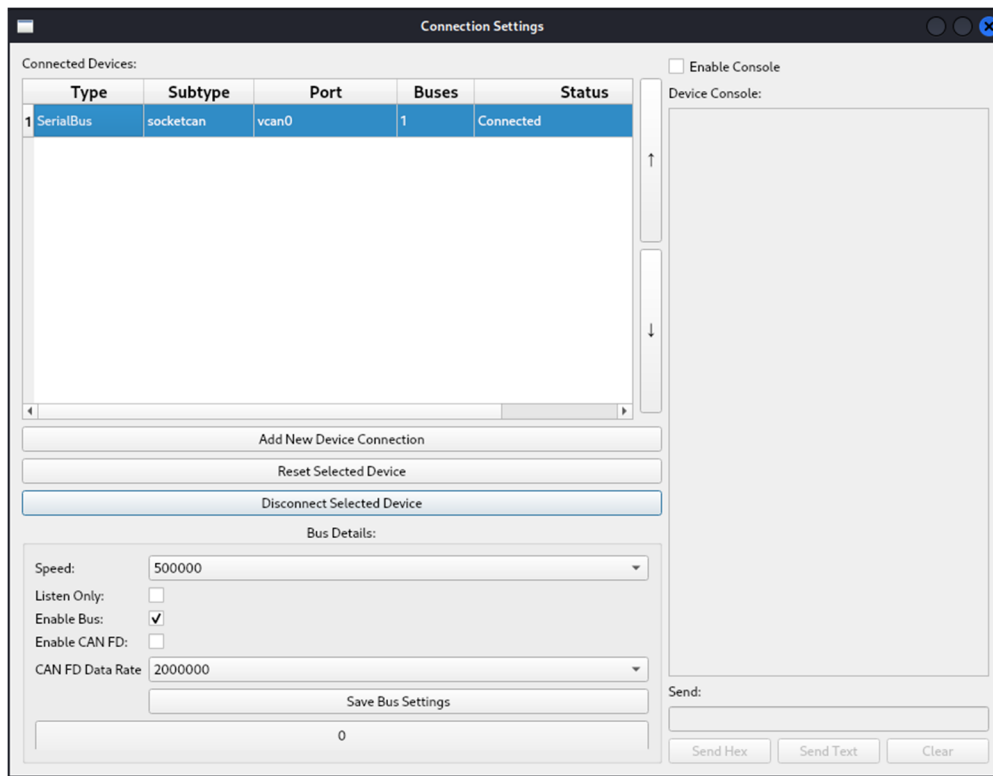 Connection Settings
Connected Devices:
Type Subtype Port Buses Status
1 SerialBus socketcan vcan0 1 Connected
↑
↓
Add New Device Connection
Reset Selected Device
Disconnect Selected Device
Bus Details:
Speed: 500000
Listen Only:
Enable Bus:
Enable CAN FD:
CAN FD Data Rate 2000000
Save Bus Settings
0
Enable Console
Device Console:
Send:
Send Hex Send Text Clear